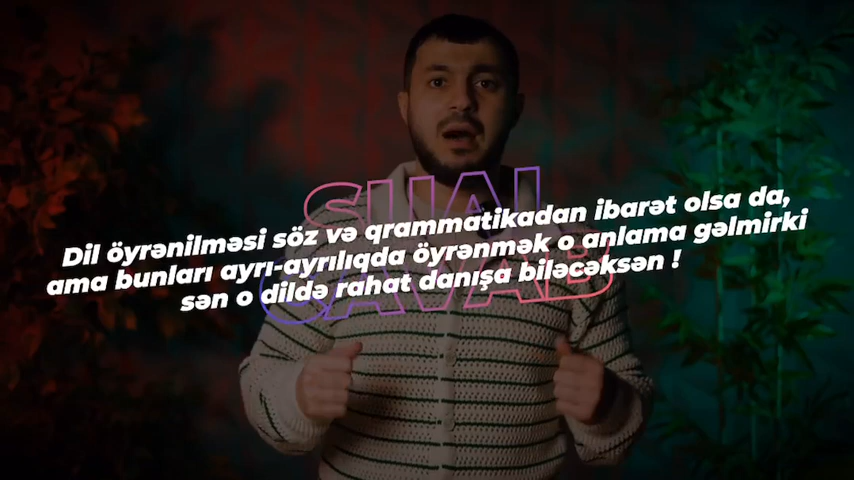 SUAL
CAVAB
Dil öyrənilməsi söz və qrammatikadan ibarət olsa da,
ama bunları ayrı-ayrılıqda öyrənmək o anlama gəlmirki
sən o dildə rahat danışa biləcəksən !